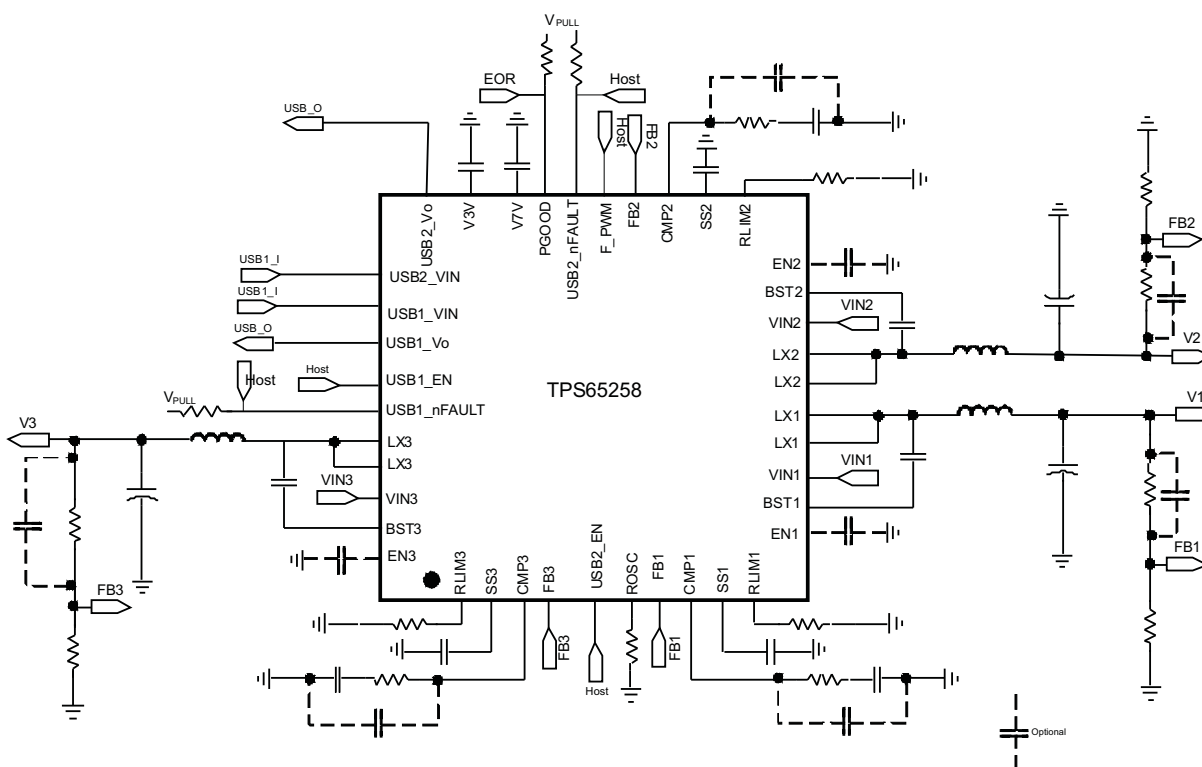 VPULL
EOR
Host
USB_O
Host
FB2
USB2_Vo
V3V
V7V
PGOOD
USB2_nFAULT
F_PWM
FB2
CMP2
SS2
RLIM2
USB1_I
USB2_VIN
USB1_I
USB1_VIN
USB_O
USB1_Vo
Host
USB1_EN
Host
VPULL
USB1_nFAULT
V3
LX3
LX3
VIN3
VIN3
BST3
EN3
FB3
TPS65258
EN2
BST2
VIN2
VIN2
LX2
LX2
LX1
LX1
VIN1
VIN1
BST1
EN1
FB2
V2
V1
FB1
RLIM3
SS3
CMP3
FB3
USB2_EN
ROSC
FB1
CMP1
SS1
RLIM1
FB3
Host
FB1
Optional